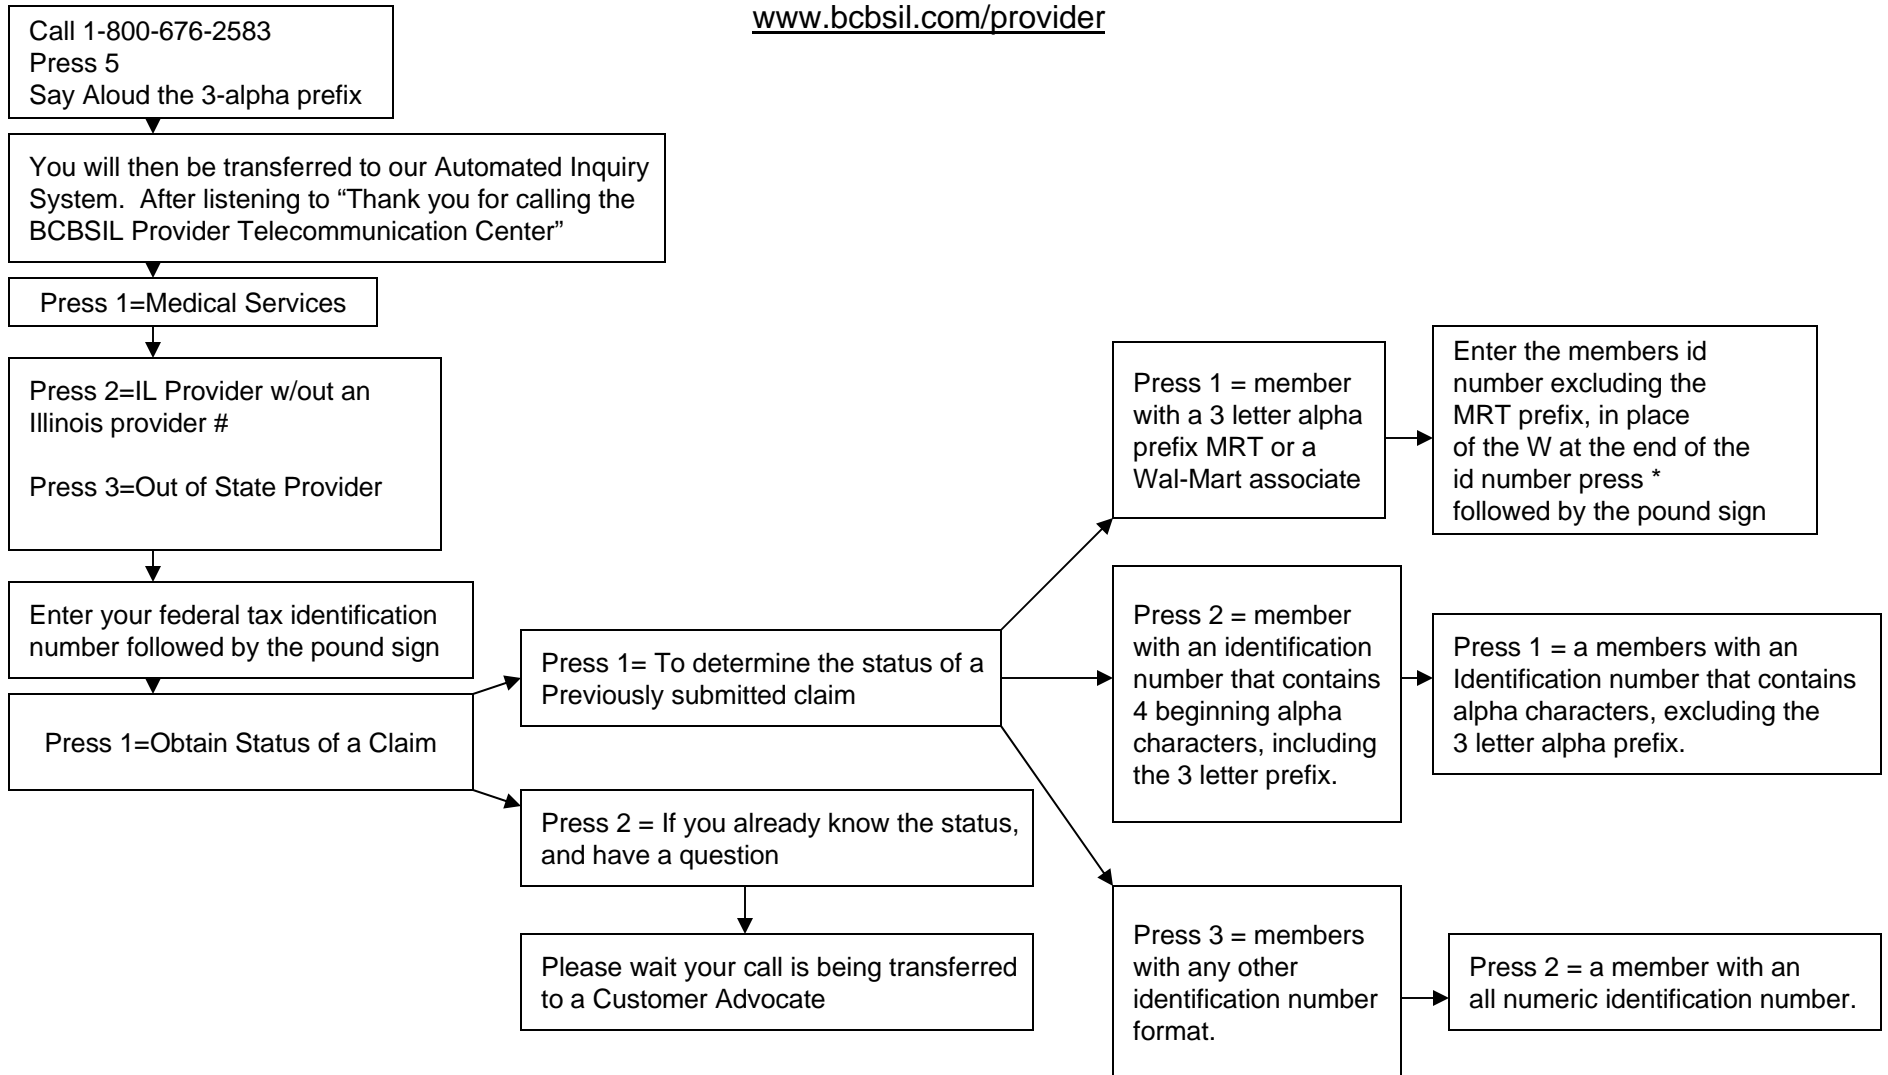 www.bcbsil.com/provider
Call 1-800-676-2583
Press 5
Say Aloud the 3-alpha prefix
You will then be transferred to our Automated Inquiry
System.  After listening to “Thank you for calling the
BCBSIL Provider Telecommunication Center”
Press 1=Medical Services
Press 2=IL Provider w/out an
Illinois provider #
Press 3=Out of State Provider
Enter your federal tax identification
number followed by the pound sign
Press 1=Obtain Status of a Claim
Press 1= To determine the status of a
Previously submitted claim
Press 2 = If you already know the status,
and have a question
Please wait your call is being transferred
to a Customer Advocate
Press 1 = member
with a 3 letter alpha
prefix MRT or a
Wal-Mart associate
Enter the members id
number excluding the
MRT prefix, in place
of the W at the end of the
id number press *
followed by the pound sign
Press 2 = member
with an identification
number that contains
4 beginning alpha
characters, including
the 3 letter prefix.
Press 1 = a members with an
Identification number that contains
alpha characters, excluding the
3 letter alpha prefix.
Press 3 = members
with any other
identification number
format.
Press 2 = a member with an
all numeric identification number.